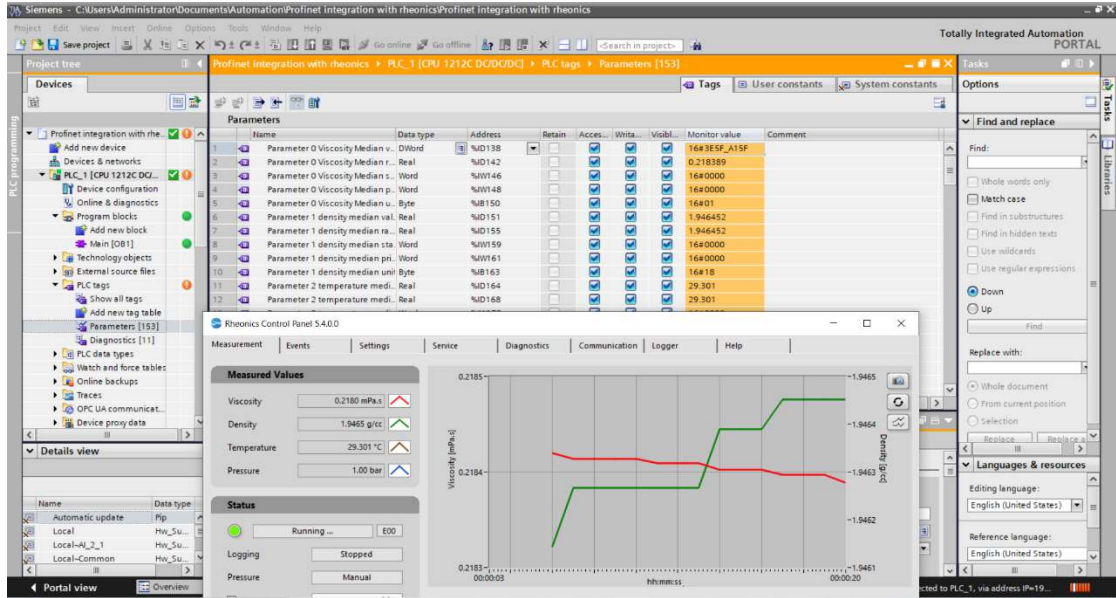 Siemens - C:\Users\Administrator\Documents\Automation\Profinet integration with rheonics\Profinet integration with rheonics
Project Edit View Insert Online Options Tools Window Help
Totally Integrated Automation
PORTAL
Save project Go online Go offline <Search in project>
Project tree
Profinet integration with rheonics PLC_1 [CPU 1212C DC/DC/DC] PLC tags Parameters [153]
Tasks
Devices
Tags User constants System constants
Options
PLC programming
Tasks
Libraries
Parameters
Name Data type Address Retain Acces... Writa... Visibl... Monitor value Comment
1 Parameter 0 Viscosity Median v... DWord %ID138 16#3E5F_A15F
2 Parameter 0 Viscosity Median r... Real %ID142 0.218389
3 Parameter 0 Viscosity Median s... Word %IW146 16#0000
4 Parameter 0 Viscosity Median p... Word %IW148 16#0000
5 Parameter 0 Viscosity Median u... Byte %IB150 16#01
6 Parameter 1 density median val... Real %ID151 1.946452
7 Parameter 1 density median ra... Real %ID155 1.946452
8 Parameter 1 density median sta... Word %IW159 16#0000
9 Parameter 1 density median pri... Word %IW161 16#0000
10 Parameter 1 density median unit Byte %IB163 16#18
11 Parameter 2 temperature medi... Real %ID164 29.301
12 Parameter 2 temperature medi... Real %ID168 29.301
Profinet integration with rhe...
Add new device
Devices & networks
PLC_1 [CPU 1212C DC/...
Device configuration
Online & diagnostics
Program blocks
Add new block
Main [OB1]
Technology objects
External source files
PLC tags
Show all tags
Add new tag table
Parameters [153]
Diagnostics [11]
PLC data types
Watch and force tables
Online backups
Traces
OPC UA communicat...
Device proxy data
Details view
Name Data type
Automatic update Pip
Local Hw_Su...
Local~AI_2_1 Hw_Su...
Local~Common Hw_Su...
Portal view Overview
Rheonics Control Panel 5.4.0.0
Measurement Events Settings Service Diagnostics Communication Logger Help
Measured Values
Viscosity 0.2180 mPa.s
Density 1.9465 g/cc
Temperature 29.301 °C
Pressure 1.00 bar
Status
Running ... E00
Logging Stopped
Pressure Manual
0.2185
0.2184
0.2183
Viscosity [mPa.s]
1.9465
1.9464
1.9463
1.9462
1.9461
Density [g/cc]
00:00:03 hh:mm:ss 00:00:20
Find and replace
Find:
Whole words only
Match case
Find in substructures
Find in hidden texts
Use wildcards
Use regular expressions
Down
Up
Find
Replace with:
Whole document
From current position
Selection
Replace Replace a
Languages & resources
Editing language:
English (United States)
Reference language:
English (United States)
cted to PLC_1, via address IP=19...